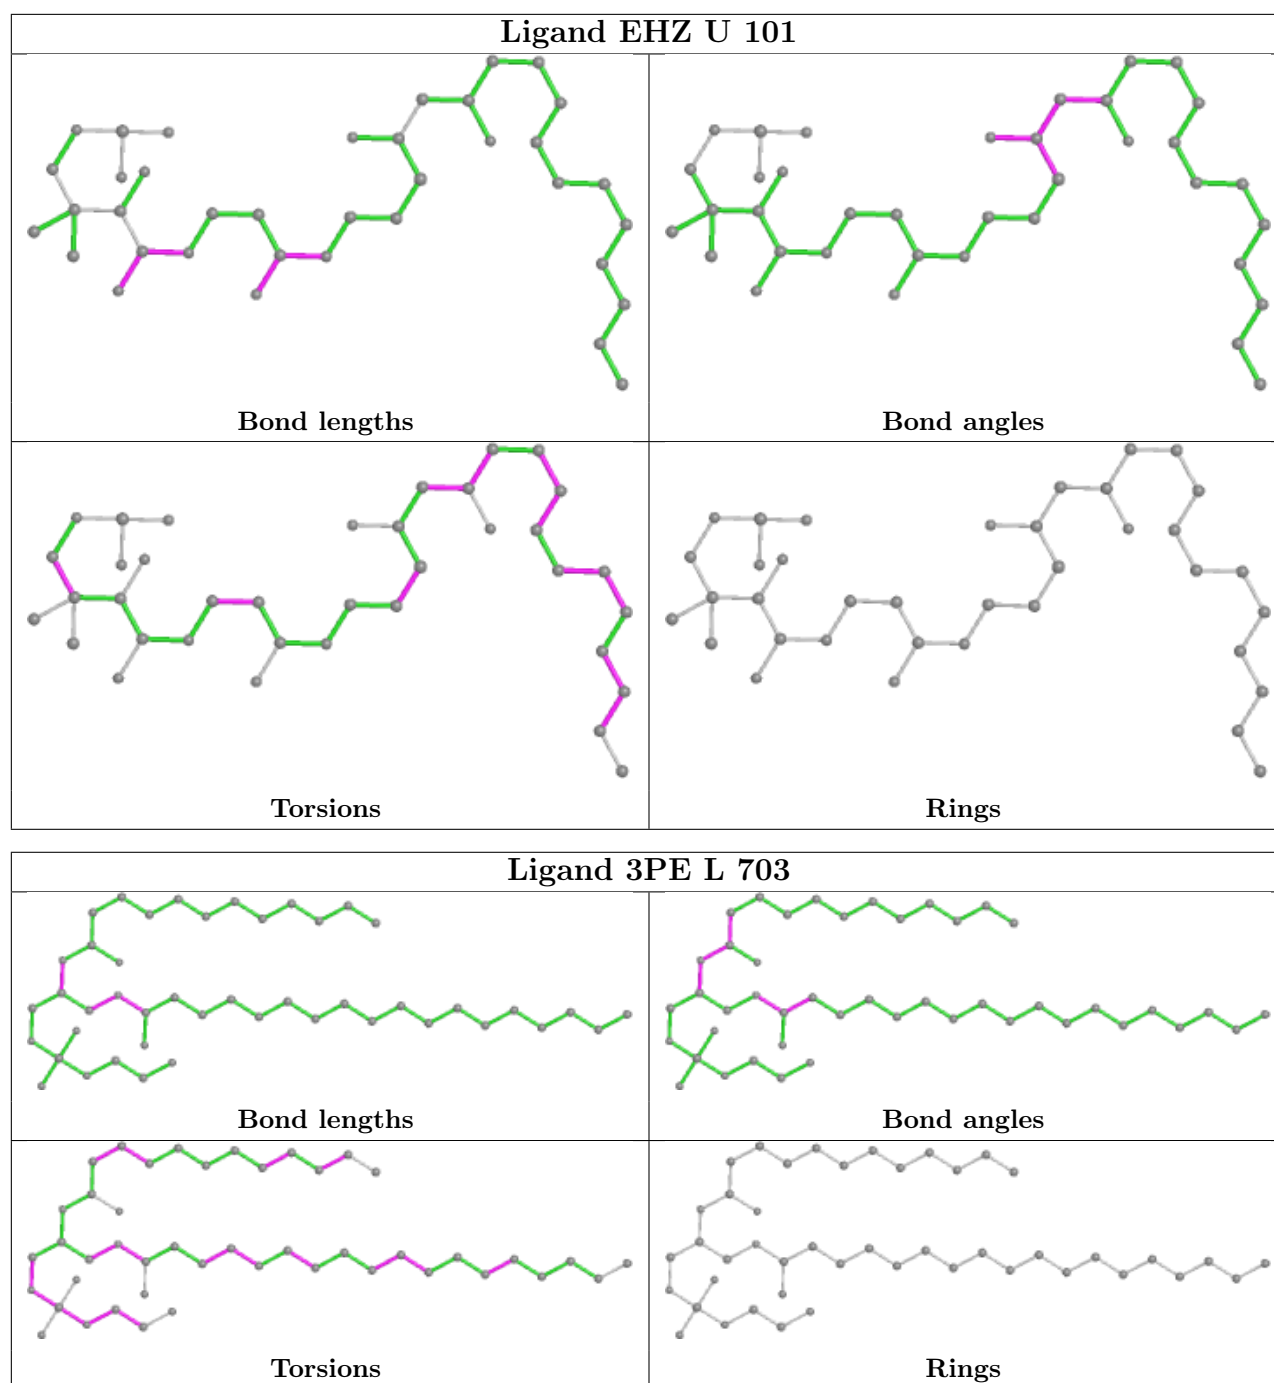 Ligand EHZ U 101
Bond lengths
Bond angles
Torsions
Rings
Ligand 3PE L 703
Bond lengths
Bond angles
Torsions
Rings